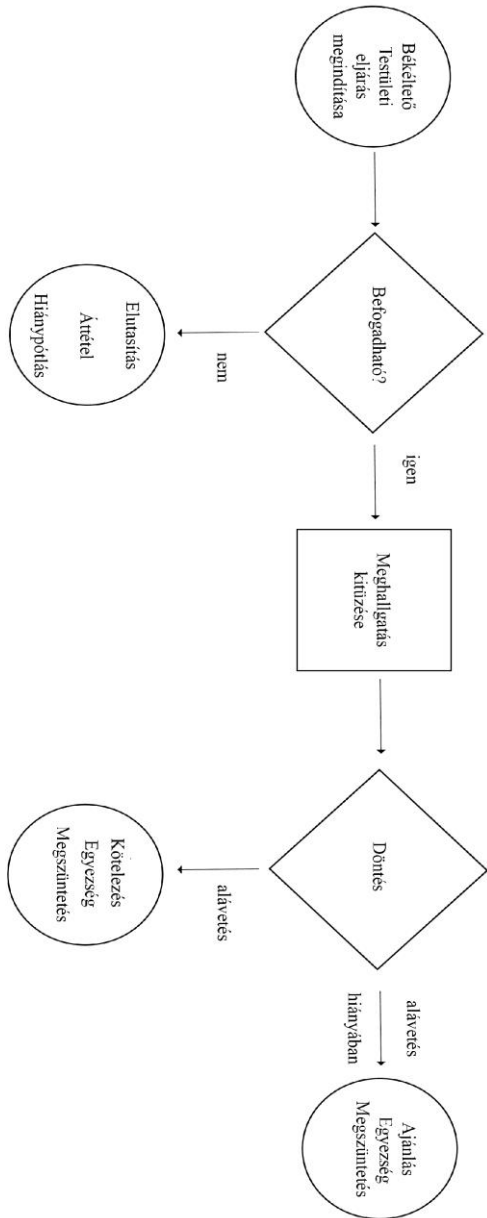 Békéltető
Testületi
eljárás
megindítása
Befogadható?
nem
Elutasítás
Áttétel
Hiánypótlás
igen
Meghallgatás
kitűzése
Döntés
alávetés
Kötelezés
Egyezség
Megszüntetés
alávetés
hiányában
Ajánlás
Egyezség
Megszüntetés